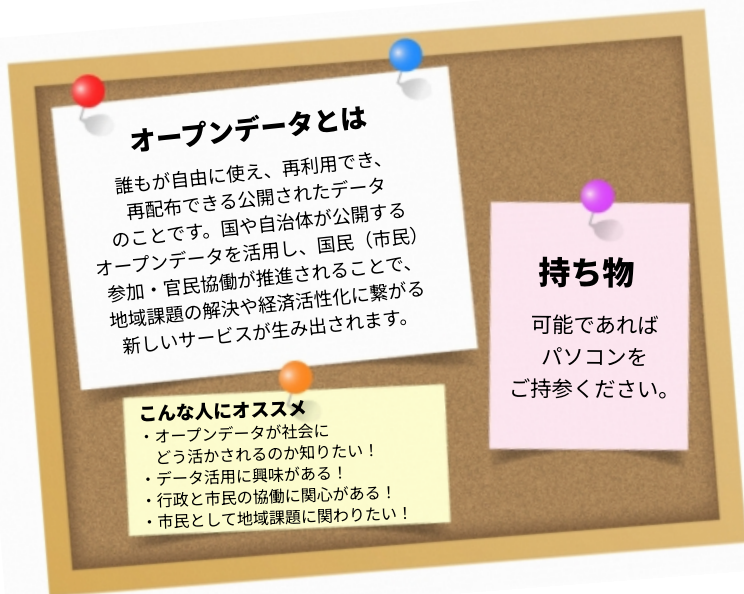 オープンデータとは
誰もが自由に使え、再利用でき、
再配布できる公開されたデータ
のことです。国や自治体が公開する
オープンデータを活用し、国民（市民）
参加・官民協働が推進されることで、
地域課題の解決や経済活性化に繋がる
新しいサービスが生み出されます。
持ち物
可能であれば
パソコンを
ご持参ください。
こんな人にオススメ
・オープンデータが社会に
どう活かされるのか知りたい！
・データ活用に興味がある！
・行政と市民の協働に関心がある！
・市民として地域課題に関わりたい！